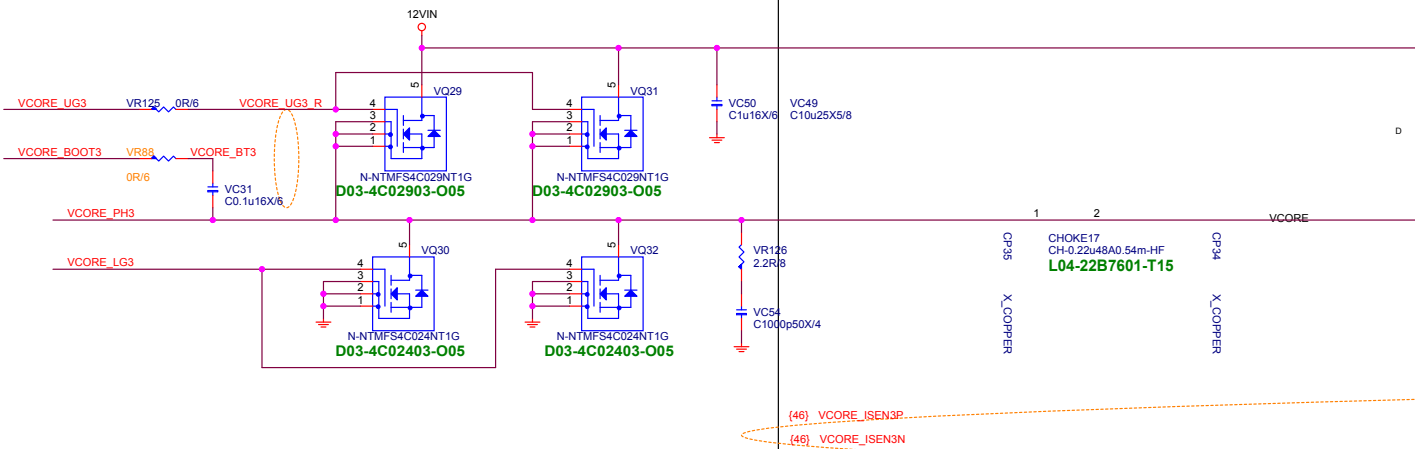 12VIN
VCORE_UG3
VR125
0R/6
VCORE_UG3_R
5
4
3
2
1
VQ29
N-NTMFS4C029NT1G
D03-4C02903-O05
5
4
3
2
1
VQ31
N-NTMFS4C029NT1G
D03-4C02903-O05
VC50
C1u16X/6
VC49
C10u25X5/8
D
VCORE_BOOT3
VR88
0R/6
VCORE_BT3
VC31
C0.1u16X/6
VCORE_PH3
VCORE_LG3
5
4
3
2
1
VQ30
N-NTMFS4C024NT1G
D03-4C02403-O05
5
4
3
2
1
VQ32
N-NTMFS4C024NT1G
D03-4C02403-O05
VR126
2.2R/8
VC54
C1000p50X/4
1
2
VCORE
CP35
X_COPPER
CHOKE17
CH-0.22u48A0.54m-HF
L04-22B7601-T15
CP34
X_COPPER
{46} VCORE_ISEN3P
{46} VCORE_ISEN3N